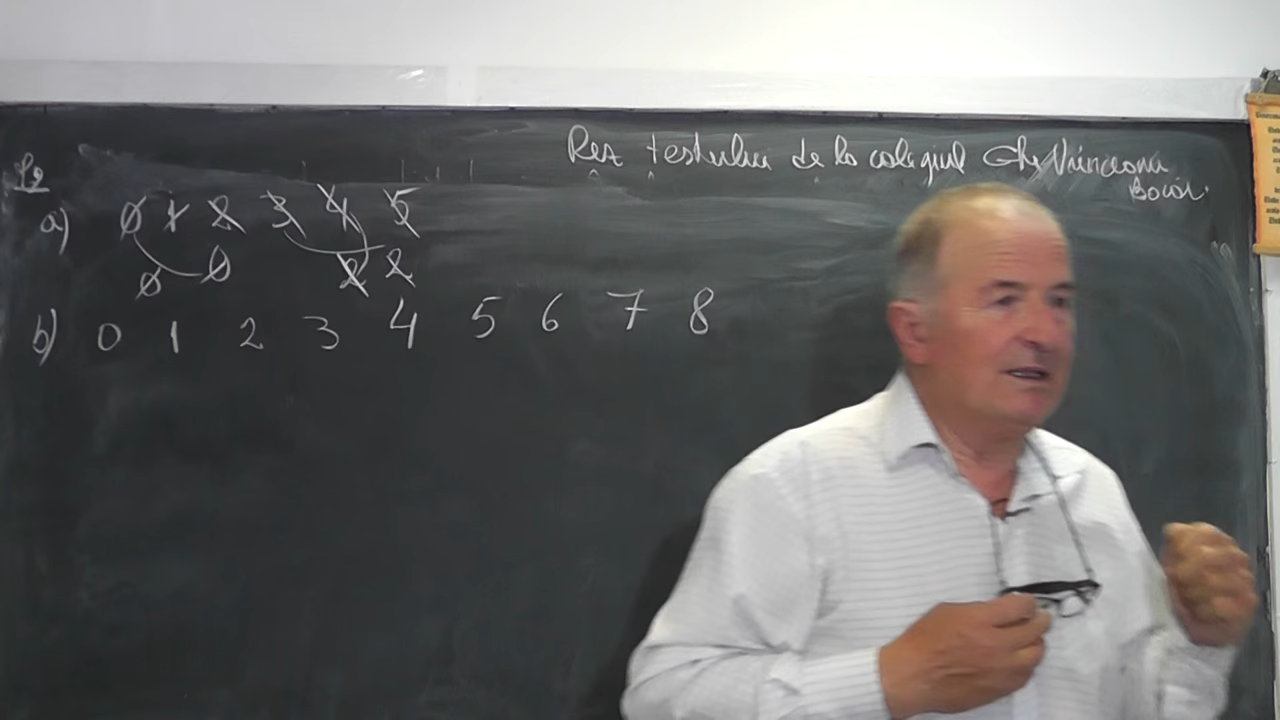 Rez testului de la colegiul Gh. Vrinceanu
Bacău
a) 0 1 2 3 4 5
0 0 2 2
b) 0 1 2 3 4 5 6 7 8